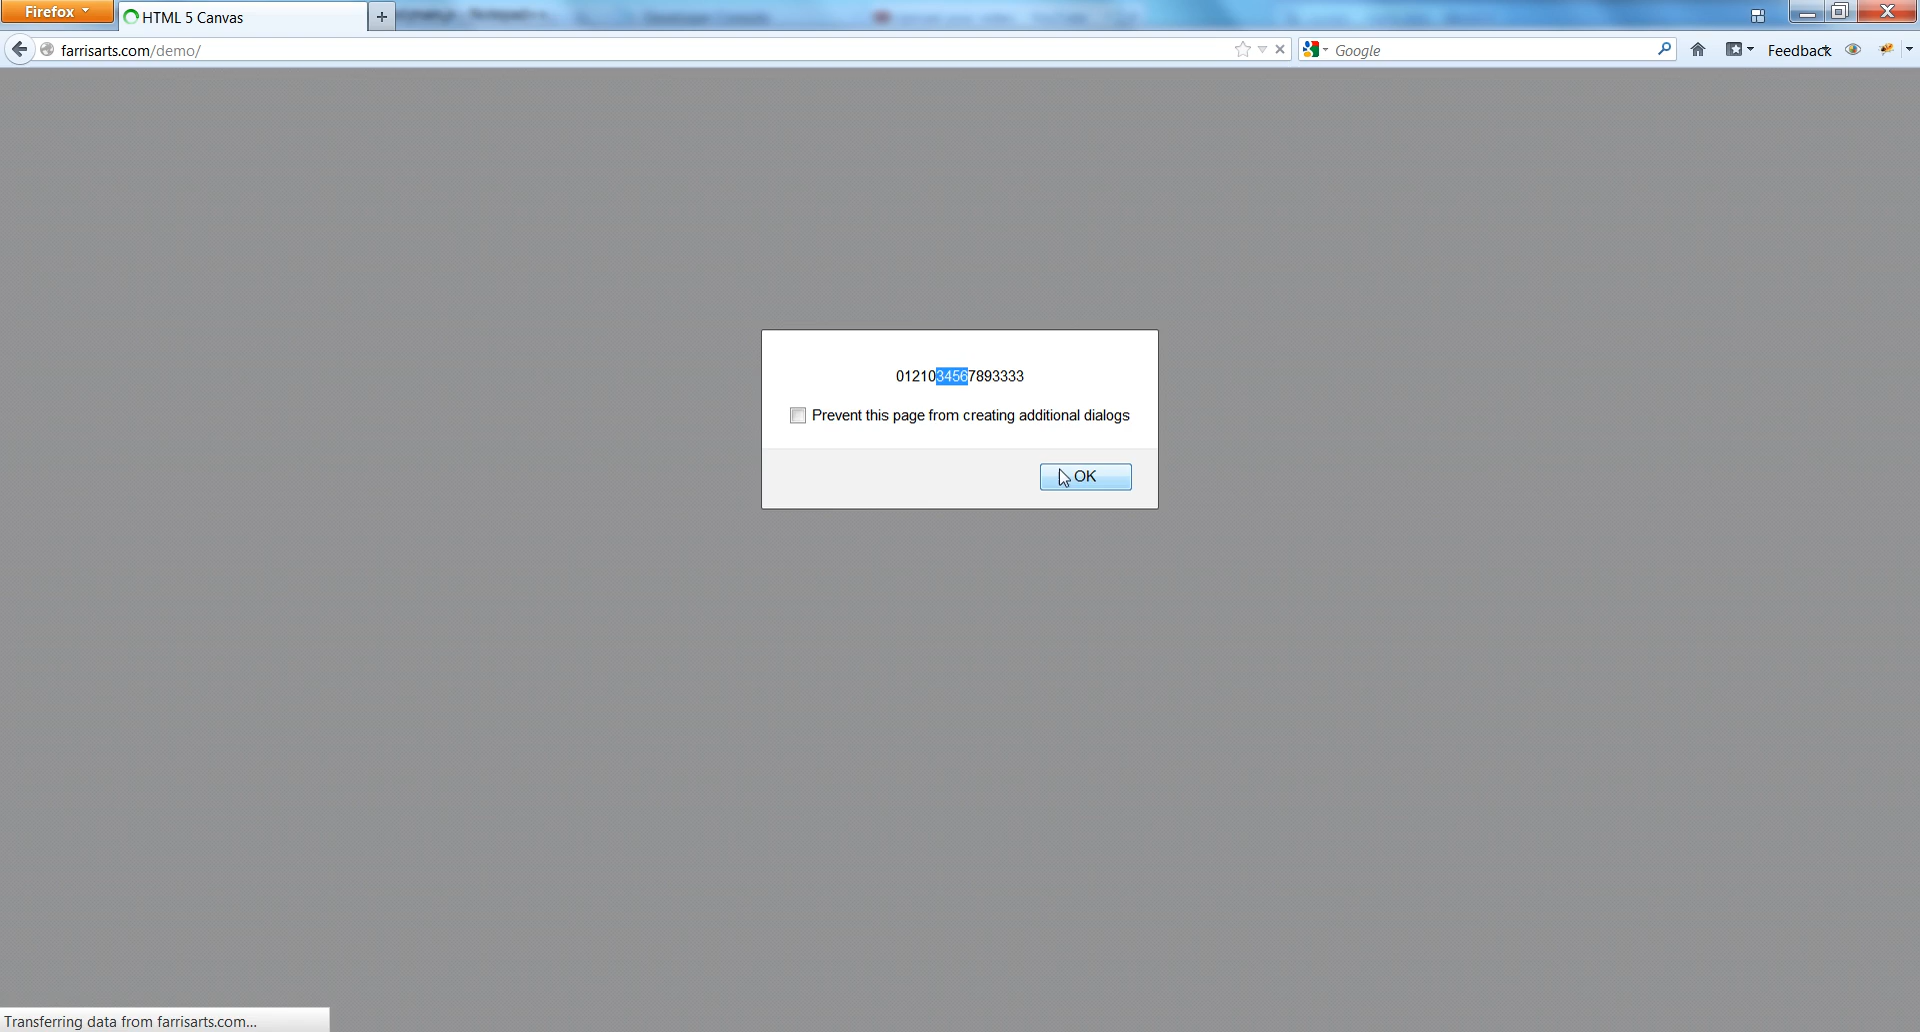 Firefox
HTML 5 Canvas
farrisarts.com/demo/
Google
Feedback
0121034567893333
Prevent this page from creating additional dialogs
OK
Transferring data from farrisarts.com...